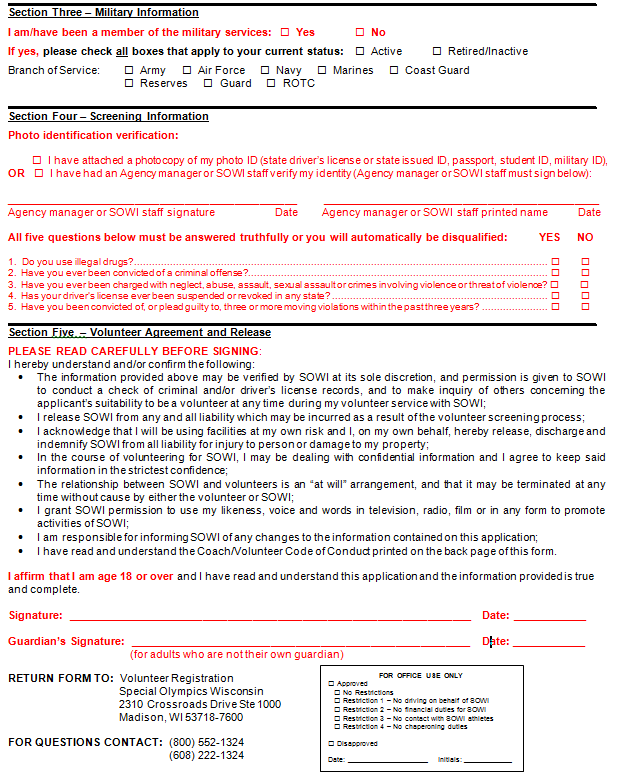 Section Three – Military Information
I am/have been a member of the military services: ☐ Yes ☐ No
If yes, please check all boxes that apply to your current status: ☐ Active ☐ Retired/Inactive
Branch of Service: ☐ Army ☐ Air Force ☐ Navy ☐ Marines ☐ Coast Guard
☐ Reserves ☐ Guard ☐ ROTC
Section Four – Screening Information
Photo identification verification:
☐ I have attached a photocopy of my photo ID (state driver's license or state issued ID, passport, student ID, military ID),
OR ☐ I have had an Agency manager or SOWI staff verify my identity (Agency manager or SOWI staff must sign below):
Agency manager or SOWI staff signature Date Agency manager or SOWI staff printed name Date
All five questions below must be answered truthfully or you will automatically be disqualified: YES NO
1. Do you use illegal drugs? ☐ ☐
2. Have you ever been convicted of a criminal offense? ☐ ☐
3. Have you ever been charged with neglect, abuse, assault, sexual assault or crimes involving violence or threat of violence? ☐ ☐
4. Has your driver's license ever been suspended or revoked in any state? ☐ ☐
5. Have you been convicted of, or plead guilty to, three or more moving violations within the past three years? ☐ ☐
Section Five – Volunteer Agreement and Release
PLEASE READ CAREFULLY BEFORE SIGNING:
I hereby understand and/or confirm the following:
• The information provided above may be verified by SOWI at its sole discretion, and permission is given to SOWI
to conduct a check of criminal and/or driver's license records, and to make inquiry of others concerning the
applicant's suitability to be a volunteer at any time during my volunteer service with SOWI;
• I release SOWI from any and all liability which may be incurred as a result of the volunteer screening process;
• I acknowledge that I will be using facilities at my own risk and I, on my own behalf, hereby release, discharge and
indemnify SOWI from all liability for injury to person or damage to my property;
• In the course of volunteering for SOWI, I may be dealing with confidential information and I agree to keep said
information in the strictest confidence;
• The relationship between SOWI and volunteers is an "at will" arrangement, and that it may be terminated at any
time without cause by either the volunteer or SOWI;
• I grant SOWI permission to use my likeness, voice and words in television, radio, film or in any form to promote
activities of SOWI;
• I am responsible for informing SOWI of any changes to the information contained on this application;
• I have read and understand the Coach/Volunteer Code of Conduct printed on the back page of this form.
I affirm that I am age 18 or over and I have read and understand this application and the information provided is true
and complete.
Signature: Date:
Guardian's Signature: Date:
(for adults who are not their own guardian)
RETURN FORM TO: Volunteer Registration
Special Olympics Wisconsin
2310 Crossroads Drive Ste 1000
Madison, WI 53718-7600
FOR QUESTIONS CONTACT: (800) 552-1324
(608) 222-1324
FOR OFFICE USE ONLY
☐ Approved
☐ No Restrictions
☐ Restriction 1 – No driving on behalf of SOWI
☐ Restriction 2 – No financial duties for SOWI
☐ Restriction 3 – No contact with SOWI athletes
☐ Restriction 4 – No chaperoning duties
☐ Disapproved
Date: Initials: